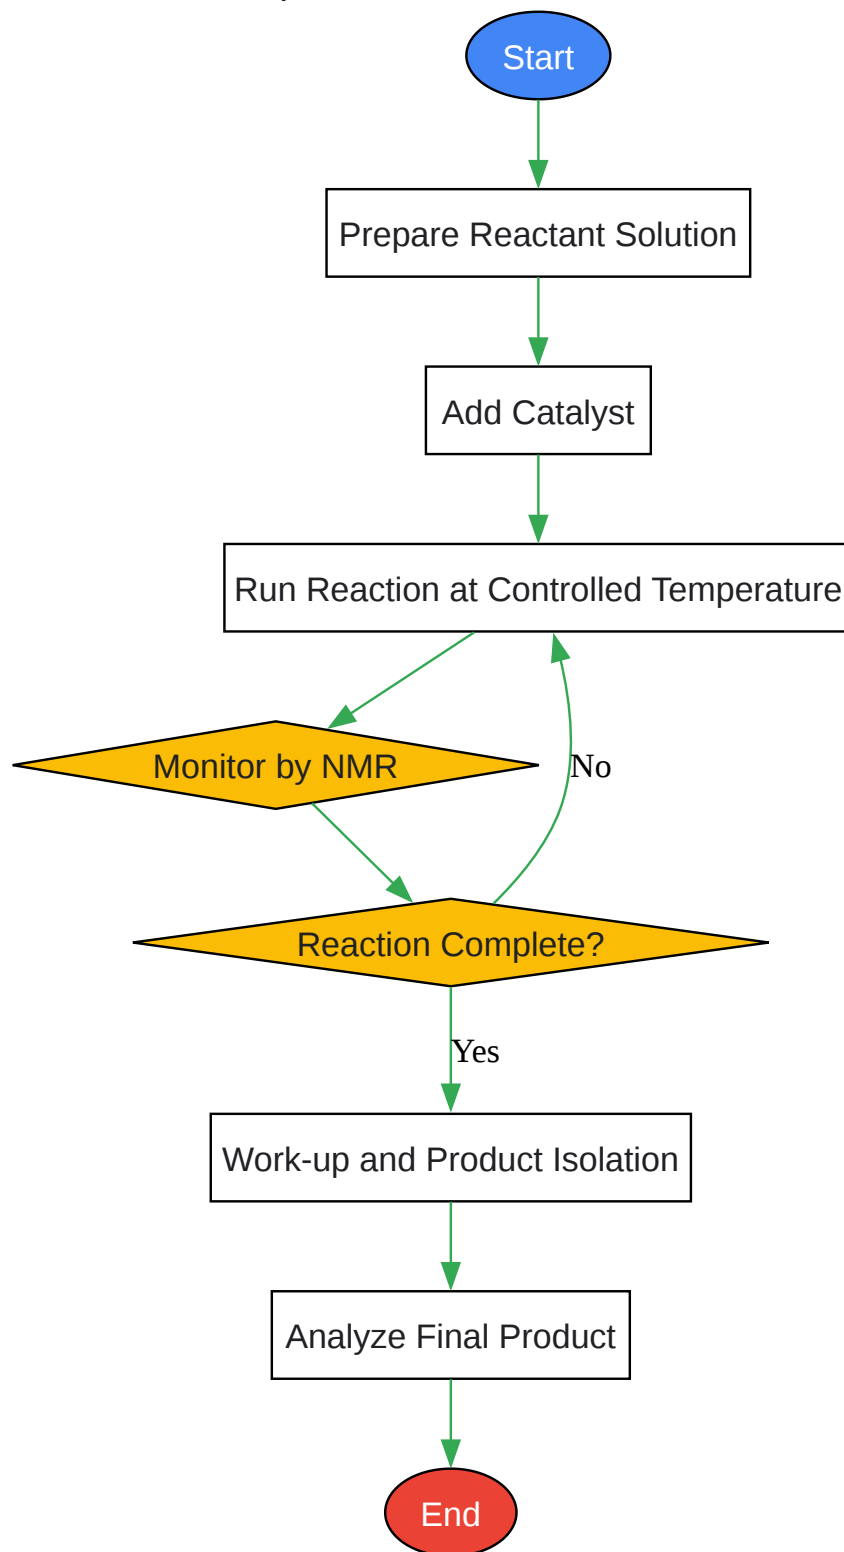 Start
Prepare Reactant Solution
Add Catalyst
Run Reaction at Controlled Temperature
Monitor by NMR
No
Reaction Complete?
Yes
Work-up and Product Isolation
Analyze Final Product
End